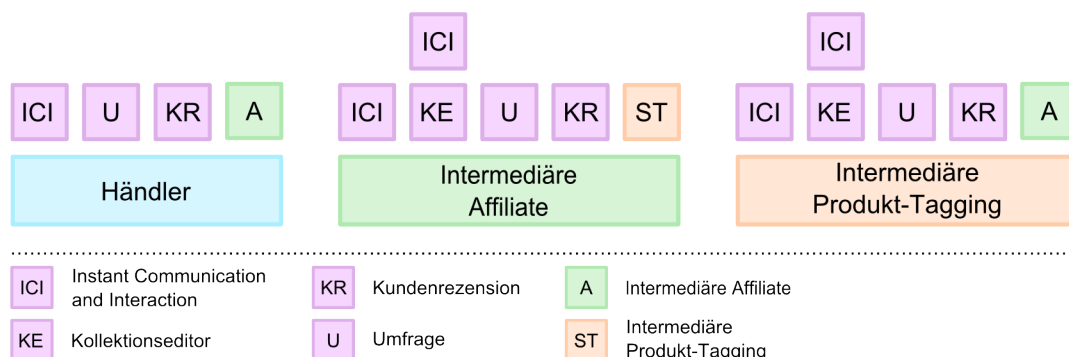 ICI ICI
ICI U KR A ICI KE U KR ST ICI KE U KR A
Händler
Intermediäre
Affiliate
Intermediäre
Produkt-Tagging
ICI Instant Communication
and Interaction
KR Kundenrezension
A Intermediäre Affiliate
KE Kollektionseditor
U Umfrage
ST Intermediäre
Produkt-Tagging